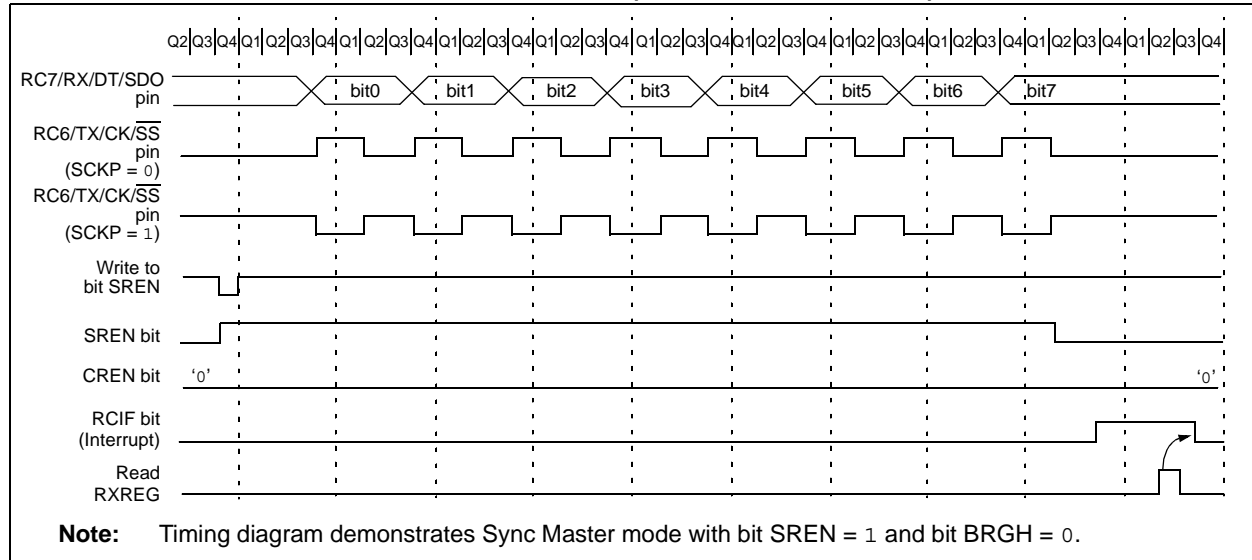 Q2 Q3 Q4 Q1 Q2 Q3 Q4 Q1 Q2 Q3 Q4 Q1 Q2 Q3 Q4 Q1 Q2 Q3 Q4 Q1 Q2 Q3 Q4 Q1 Q2 Q3 Q4 Q1 Q2 Q3 Q4 Q1 Q2 Q3 Q4 Q1 Q2 Q3 Q4 Q1 Q2 Q3 Q4
RC7/RX/DT/SDO
pin
bit0 bit1 bit2 bit3 bit4 bit5 bit6 bit7
RC6/TX/CK/SS
pin
(SCKP = 0)
RC6/TX/CK/SS
pin
(SCKP = 1)
Write to
bit SREN
SREN bit
CREN bit ‘0’ ‘0’
RCIF bit
(Interrupt)
Read
RXREG
Note: Timing diagram demonstrates Sync Master mode with bit SREN = 1 and bit BRGH = 0.